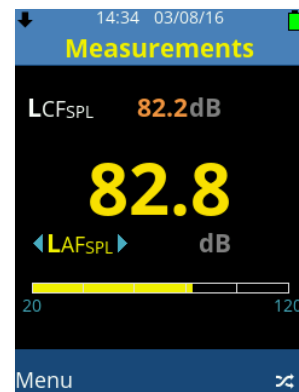 14:34 03/08/16
Measurements
LCFSPL 82.2dB
82.8
LAFSPL dB
20 120
Menu